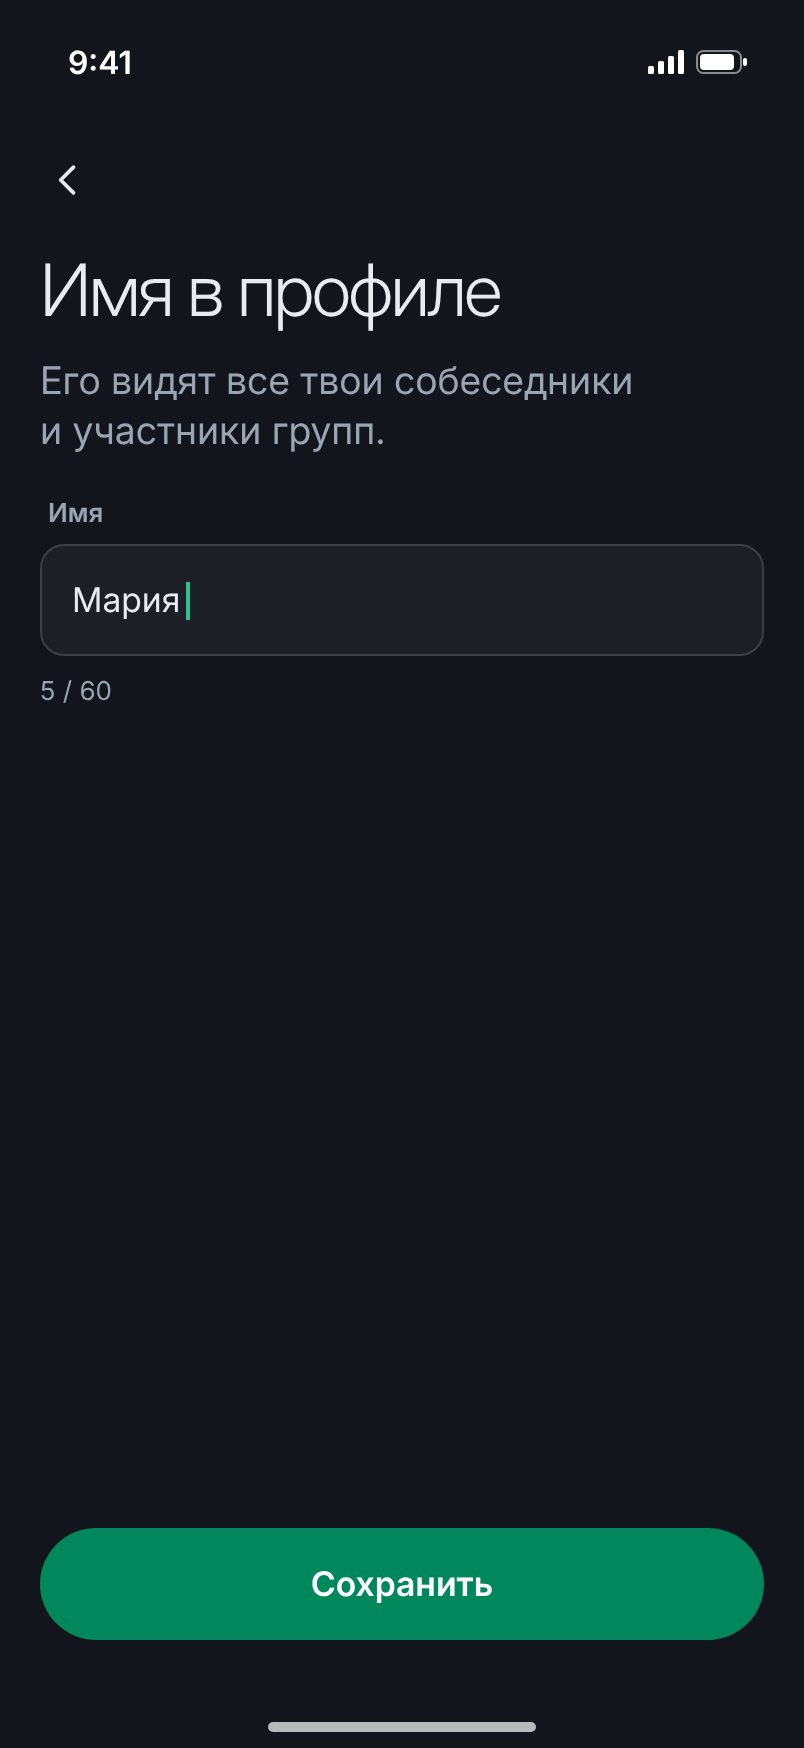 9:41
Имя в профиле
Его видят все твои собеседники
и участники групп.
Имя
Мария
5 / 60
Сохранить